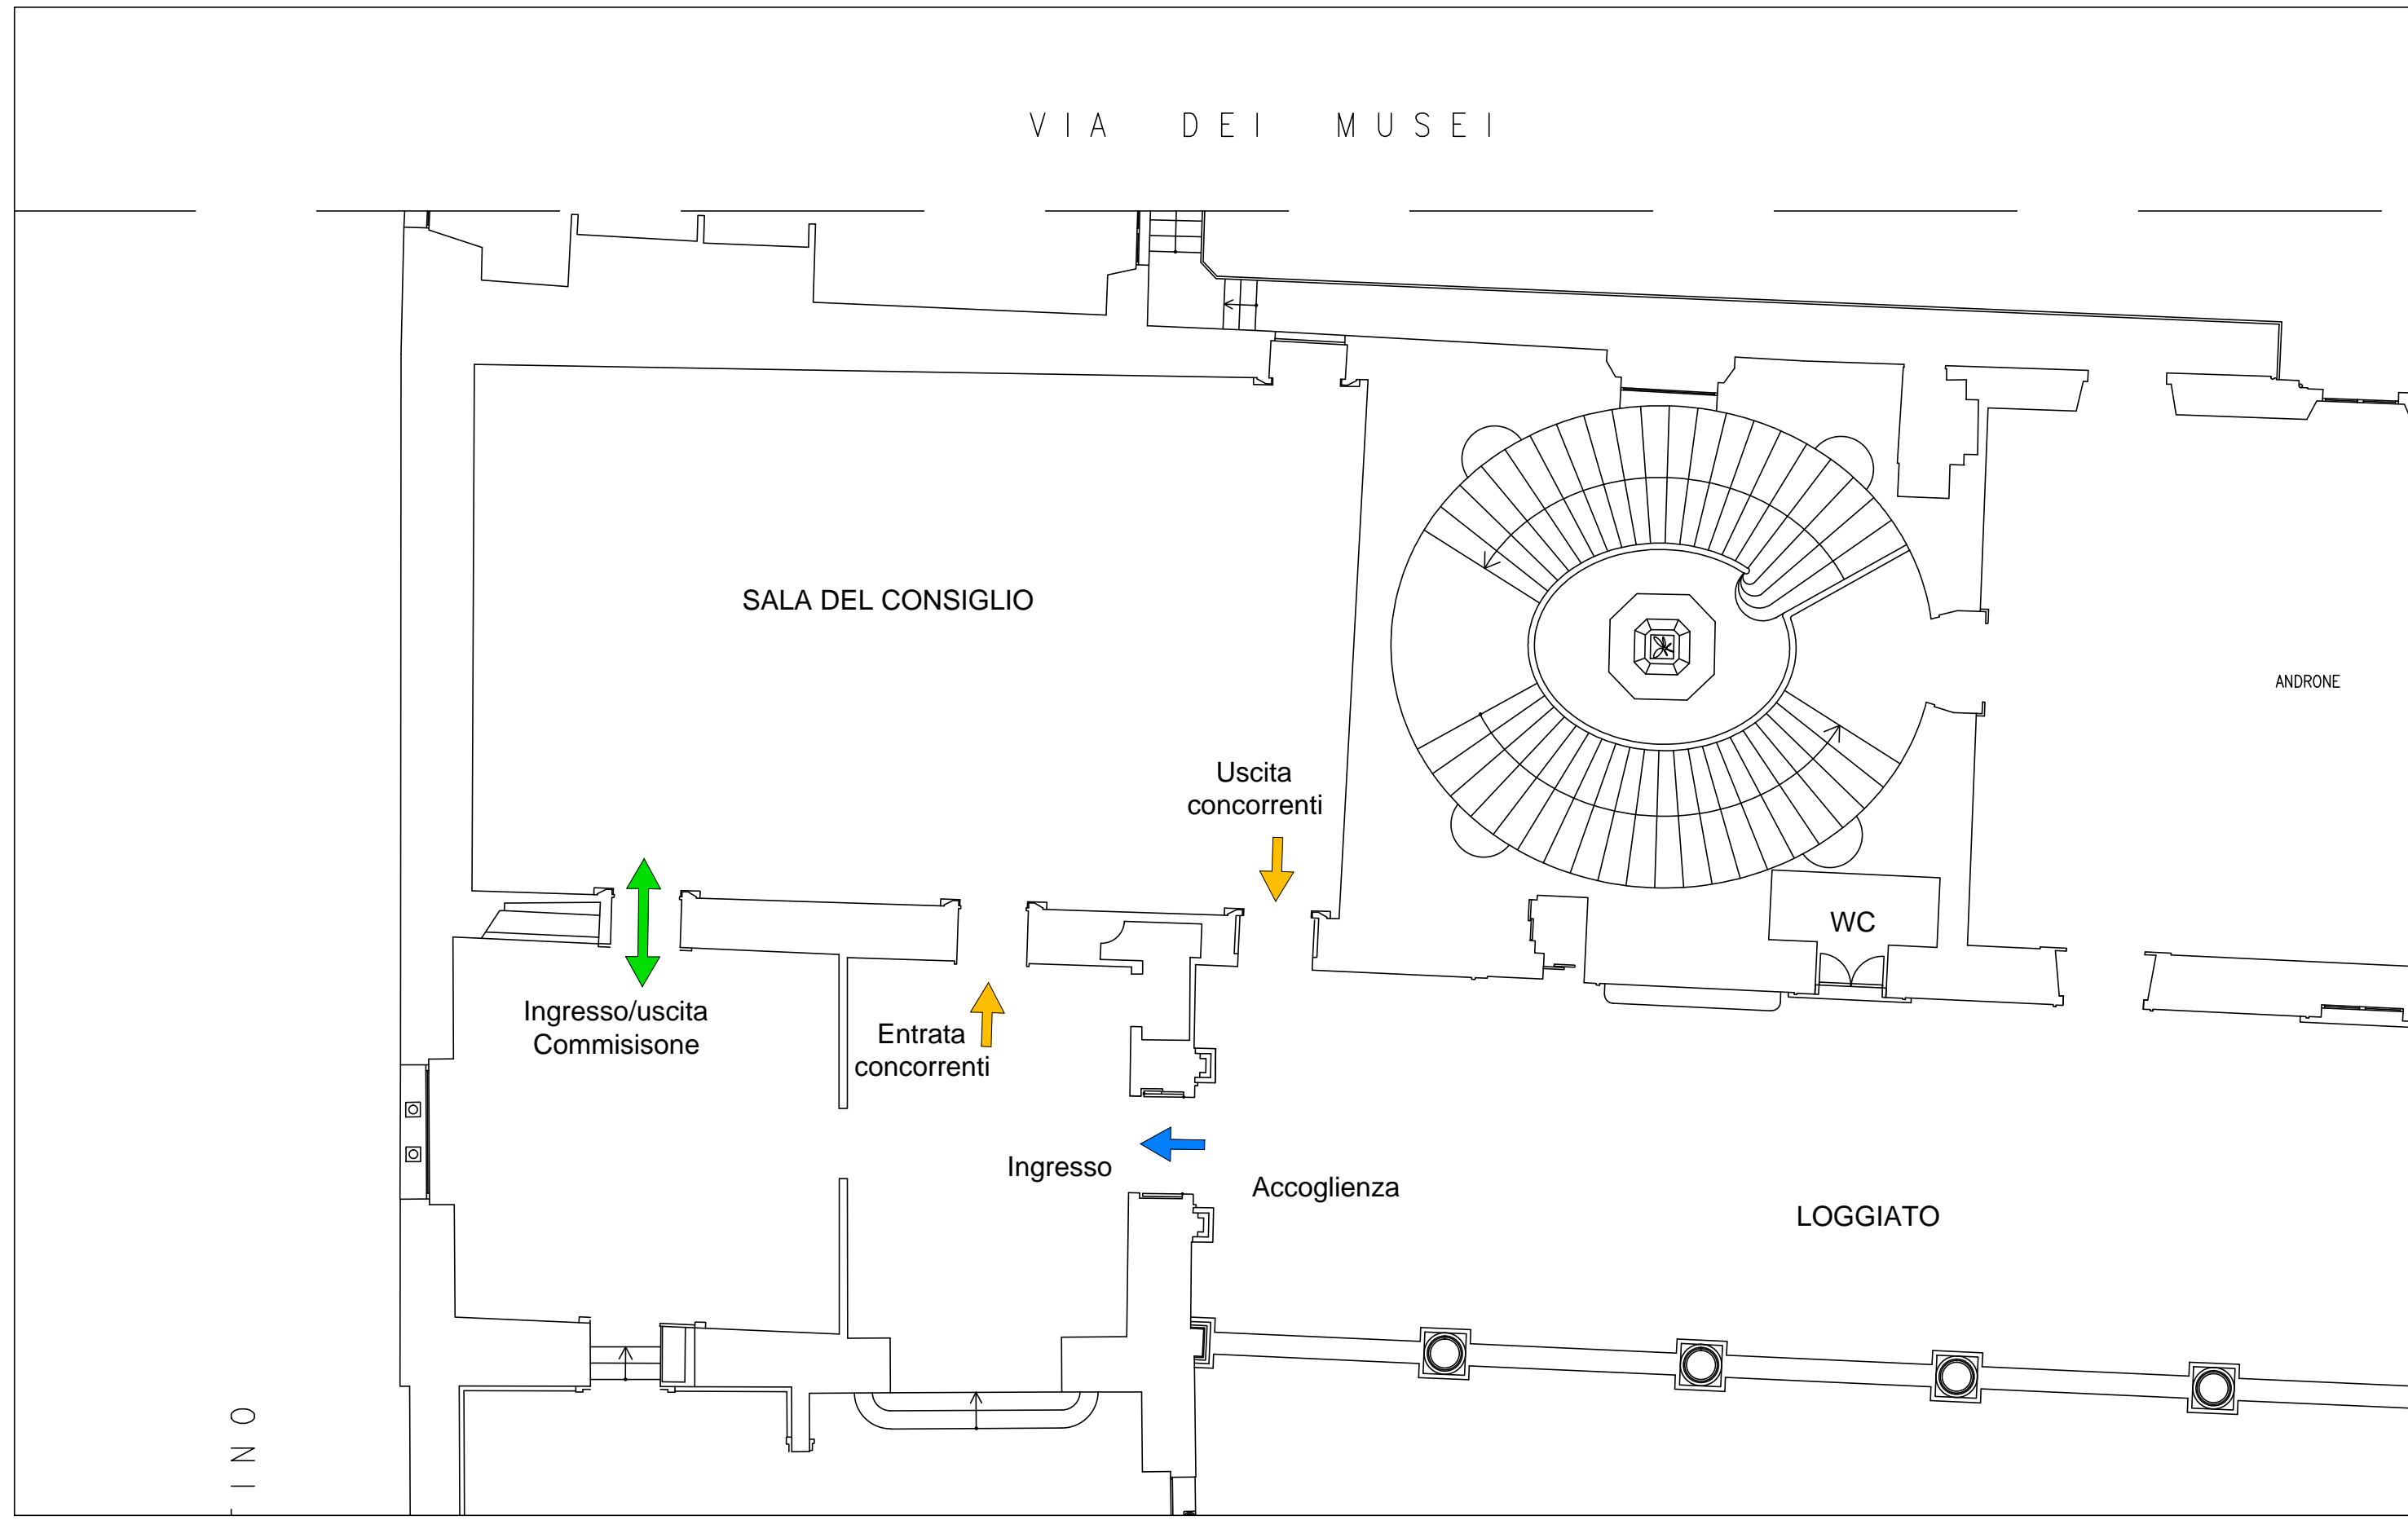 VIA DEI MUSEI
SALA DEL CONSIGLIO
ANDRONE
Uscita
concorrenti
WC
Ingresso/uscita
Commisisone
Entrata
concorrenti
Ingresso
Accoglienza
LOGGIATO